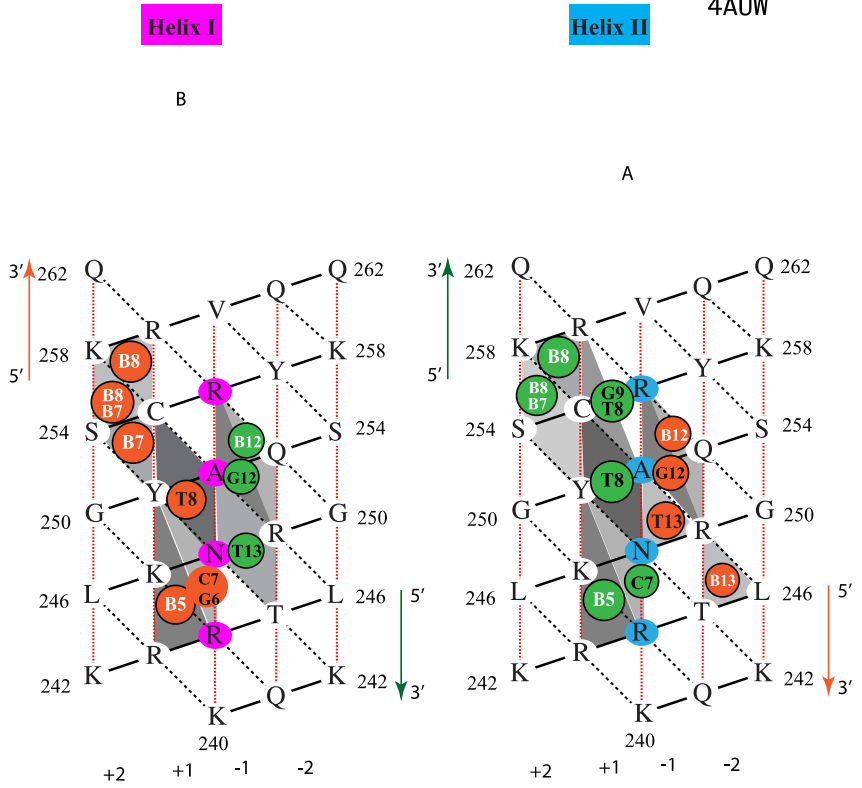 4AUW
Helix I
B
3′
262
Q
Q
262
Q
V
R
258
K
K
258
B8
Y
5′
R
B8
B7
C
254
S
S
254
B7
B12
Q
A
G12
Y
T8
250
G
G
250
R
N
T13
K
C7
G6
246
L
B5
L
246
5′
T
R
R
242
K
K
242
3′
Q
K
240
+2
+1
-1
-2
Helix II
A
3′
262
Q
Q
262
Q
V
R
258
K
K
258
B8
Y
5′
R
B8
B7
G9
T8
C
254
S
S
254
B12
Q
A
G12
Y
T8
250
G
G
250
T13
R
N
K
C7
B13
246
L
B5
L
246
5′
T
R
R
242
K
K
242
3′
Q
K
240
+2
+1
-1
-2